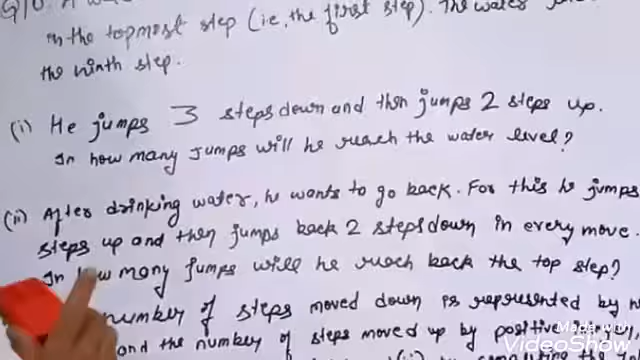 in the topmost step (i.e, the first step). The water
the ninth step.
(i) He jumps 3 steps down and then jumps 2 steps up.
In how many jumps will he reach the water level?
(ii) After drinking water, he wants to go back. For this he jumps
steps up and then jumps back 2 steps down in every move.
In how many jumps will he reach back the top step?
number of steps moved down is represented by
and the number of steps moved up by positive
Made with
VideoShow